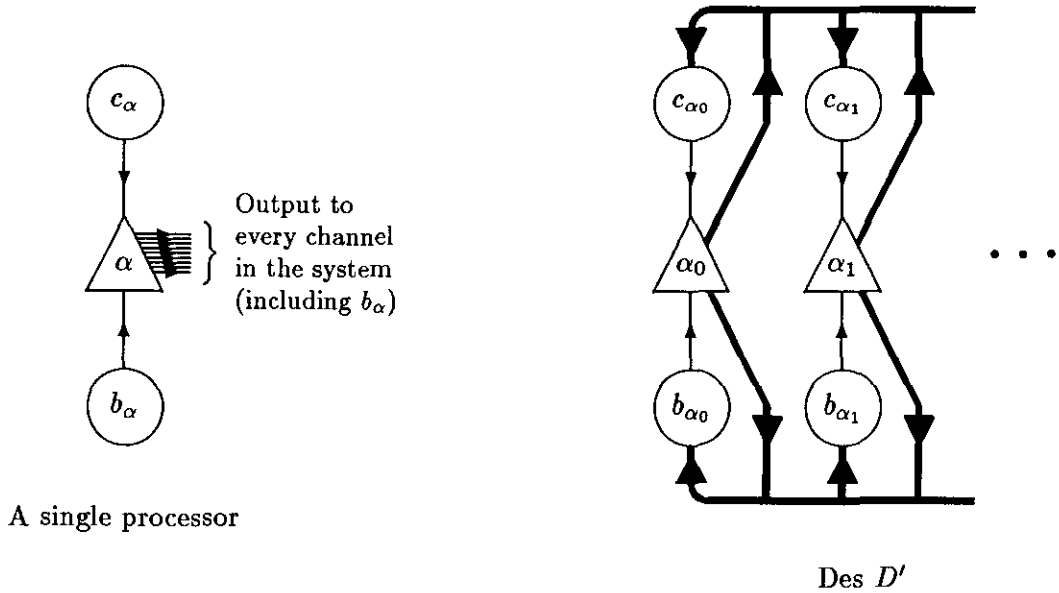 c_α
α
b_α
Output to
every channel
in the system
(including b_α)
A single processor
c_α₀
c_α₁
α₀
α₁
b_α₀
b_α₁
· · ·
Des D′